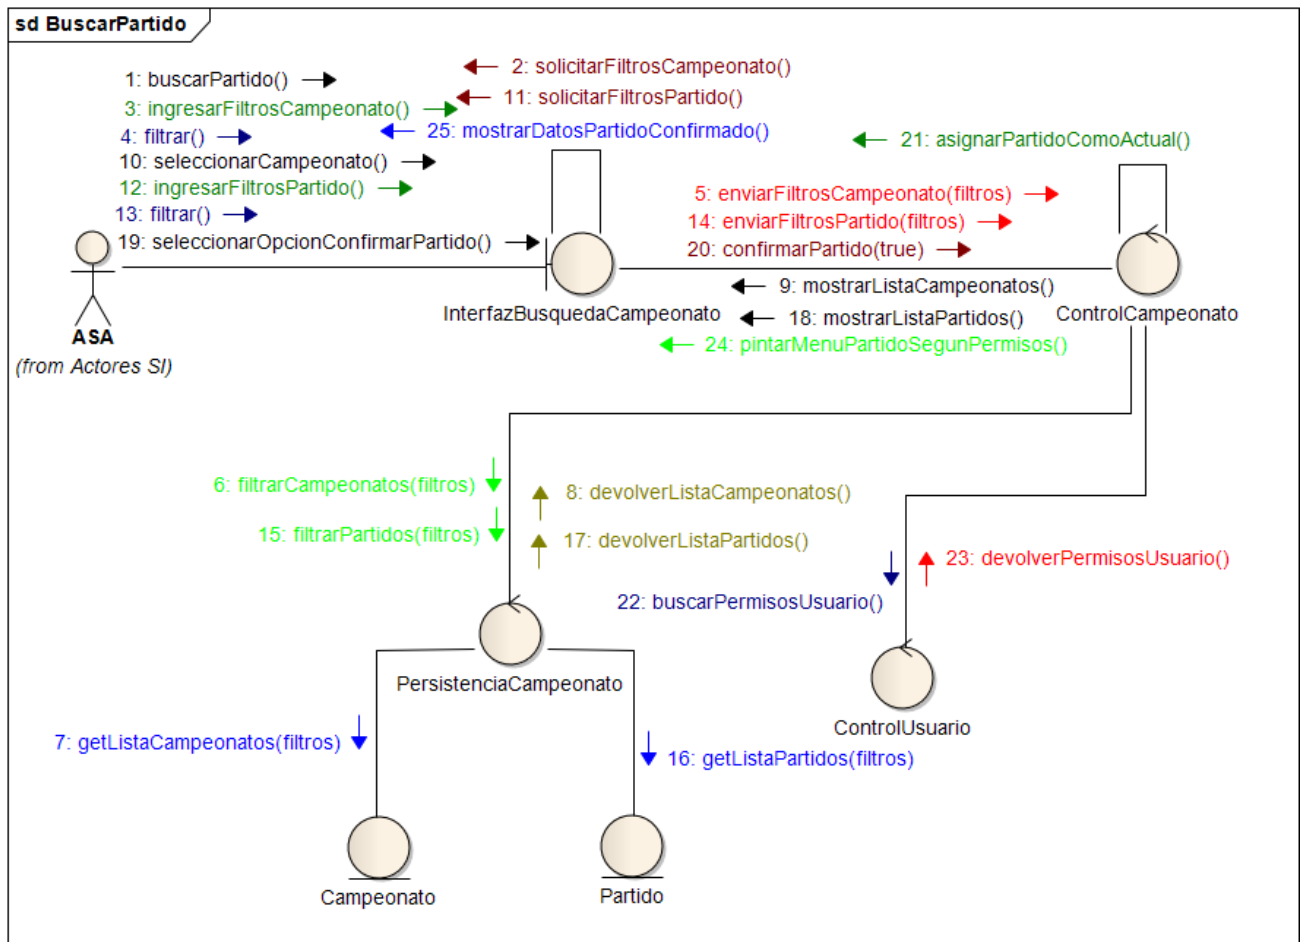 sd BuscarPartido
1: buscarPartido()
2: solicitarFiltrosCampeonato()
3: ingresarFiltrosCampeonato()
11: solicitarFiltrosPartido()
4: filtrar()
25: mostrarDatosPartidoConfirmado()
21: asignarPartidoComoActual()
10: seleccionarCampeonato()
12: ingresarFiltrosPartido()
5: enviarFiltrosCampeonato(filtros)
13: filtrar()
14: enviarFiltrosPartido(filtros)
19: seleccionarOpcionConfirmarPartido()
20: confirmarPartido(true)
9: mostrarListaCampeonatos()
InterfazBusquedaCampeonato
18: mostrarListaPartidos()
ControlCampeonato
ASA
24: pintarMenuPartidoSegunPermisos()
(from Actores SI)
6: filtrarCampeonatos(filtros)
8: devolverListaCampeonatos()
15: filtrarPartidos(filtros)
17: devolverListaPartidos()
23: devolverPermisosUsuario()
22: buscarPermisosUsuario()
PersistenciaCampeonato
ControlUsuario
7: getListaCampeonatos(filtros)
16: getListaPartidos(filtros)
Campeonato
Partido